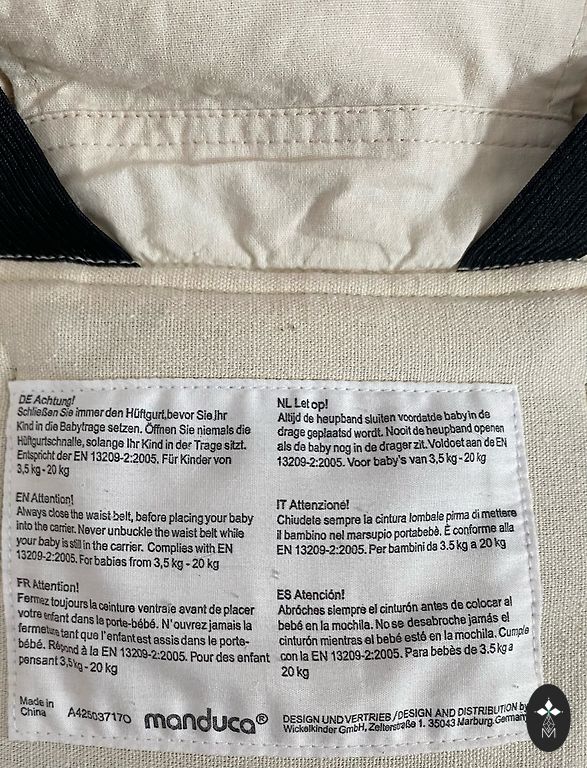 DE Achtung!
Schließen Sie immer den Hüftgurt, bevor Sie Ihr
Kind in die Babytrage setzen. Öffnen Sie niemals die
Hüftgurtschnalle, solange Ihr Kind in der Trage sitzt.
Entspricht der EN 13209-2:2005. Für Kinder von
3,5 kg - 20 kg
EN Attention!
Always close the waist belt, before placing your baby
into the carrier. Never unbuckle the waist belt while
your baby is still in the carrier. Complies with EN
13209-2:2005. For babies from 3,5 kg - 20 kg
FR Attention!
Fermez toujours la ceinture ventrale avant de placer
votre enfant dans le porte-bébé. N'ouvrez jamais la
fermeture tant que l'enfant est assis dans le porte-
bébé. Répond à la EN 13209-2:2005. Pour des enfant
pensant 3,5 kg - 20 kg
NL Let op!
Altijd de heupband sluiten voordat de baby in de
drage geplaatsd wordt. Nooit de heupband openen
als de baby nog in de drager zit. Voldoet aan de EN
13209-2:2005. Voor baby's van 3,5 kg - 20 kg
IT Attenzione!
Chiudete sempre la cintura lombale pirma di mettere
il bambino nel marsupio portabebè. È conforme alla
EN 13209-2:2005. Per bambini da 3.5 kg a 20 kg
ES Atención!
Abróches siempre el cinturón antes de colocar al
bebé en la mochila. No se desabroche jamés el
cinturón mientras el bebé esté en la mochila. Cumple
con la EN 13209-2:2005. Para bebès de 3.5 kg a
20 kg
Made in
China
A425037170
manduca®
DESIGN UND VERTRIEB / DESIGN AND DISTRIBUTION by
Wickelkinder GmbH, Zeiterstraße 1. 35043 Marburg. Germany
M